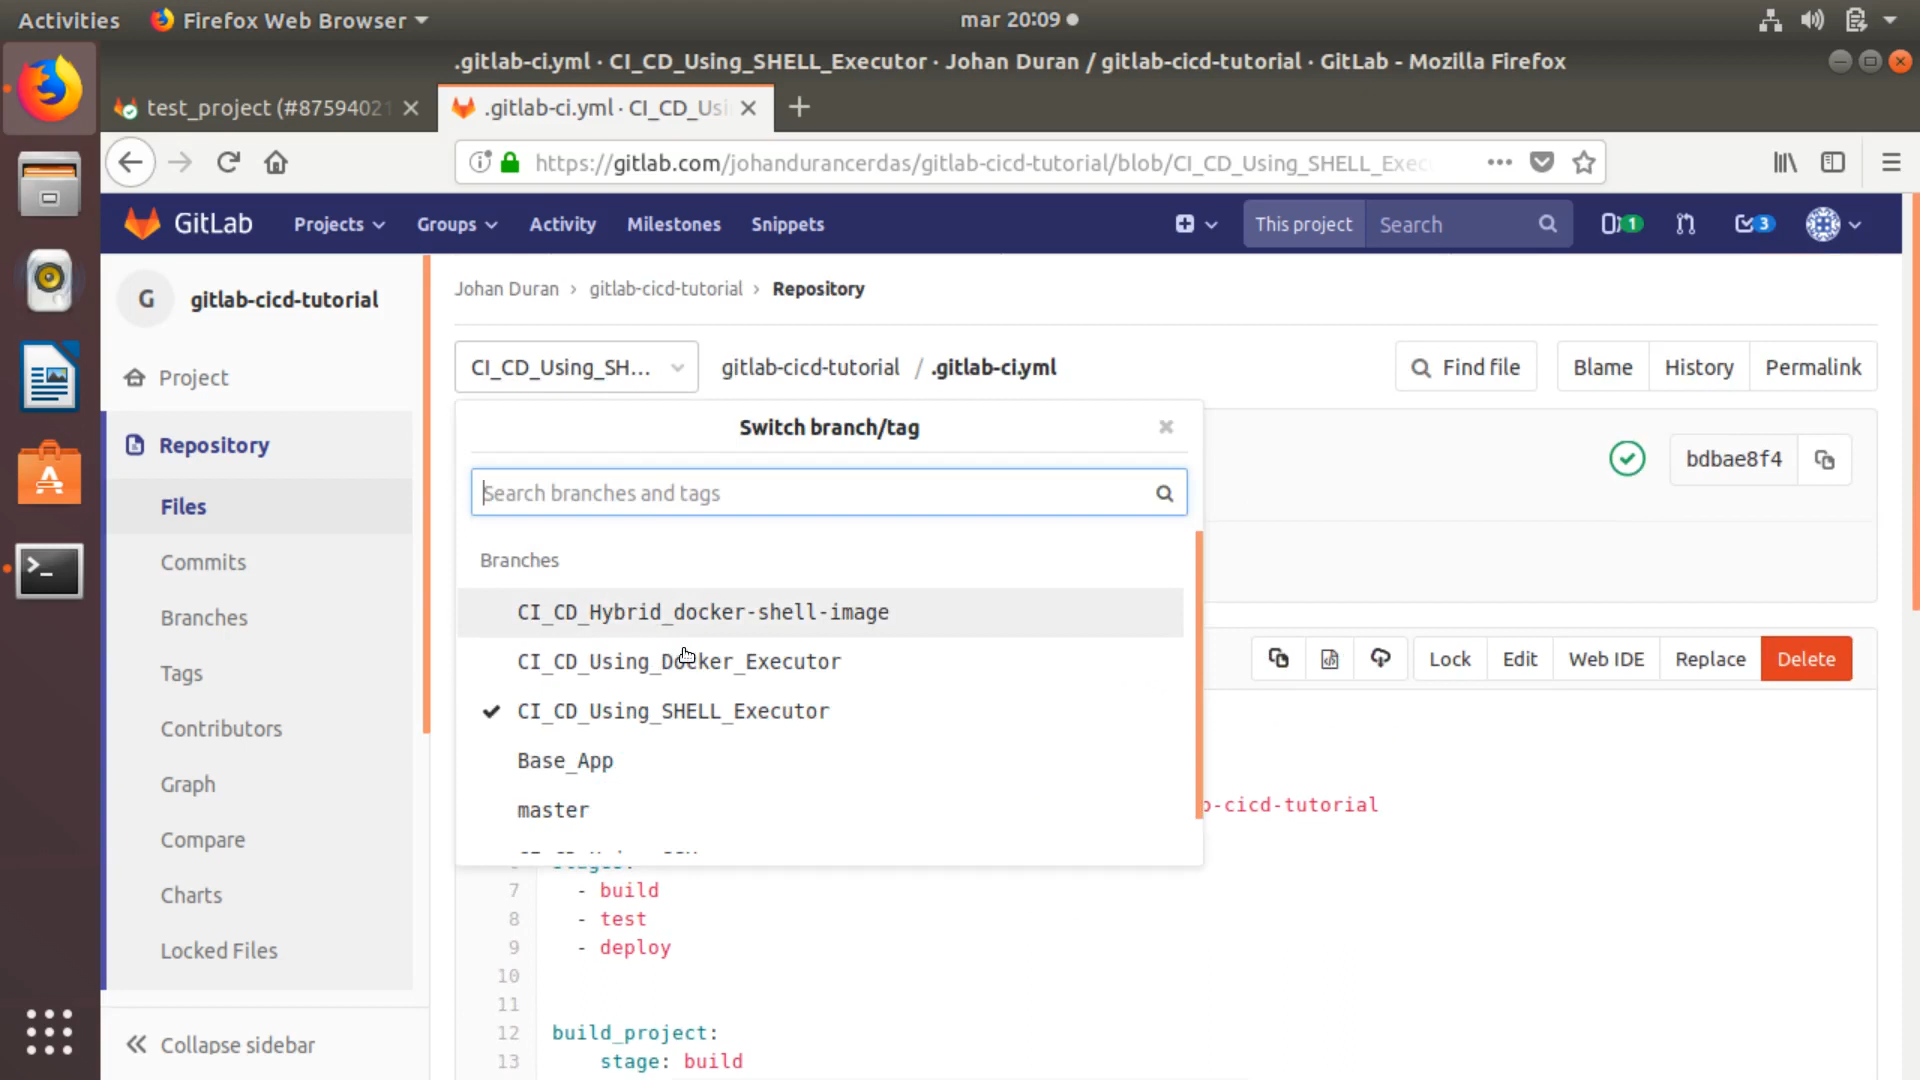 Activities
Firefox Web Browser
mar 20:09
.gitlab-ci.yml · CI_CD_Using_SHELL_Executor · Johan Duran / gitlab-cicd-tutorial · GitLab - Mozilla Firefox
test_project (#87594021
.gitlab-ci.yml · CI_CD_Usi
https://gitlab.com/johandurancerdas/gitlab-cicd-tutorial/blob/CI_CD_Using_SHELL_Exec
GitLab
Projects
Groups
Activity
Milestones
Snippets
This project
Search
1
3
G
gitlab-cicd-tutorial
Project
Repository
Files
Commits
Branches
Tags
Contributors
Graph
Compare
Charts
Locked Files
Collapse sidebar
Johan Duran › gitlab-cicd-tutorial › Repository
CI_CD_Using_SH...
gitlab-cicd-tutorial / .gitlab-ci.yml
Find file
Blame
History
Permalink
Switch branch/tag
Search branches and tags
Branches
CI_CD_Hybrid_docker-shell-image
CI_CD_Using_Docker_Executor
CI_CD_Using_SHELL_Executor
Base_App
master
bdbae8f4
Lock
Edit
Web IDE
Replace
Delete
-cicd-tutorial
7 - build
8 - test
9 - deploy
10
11
12 build_project:
13 stage: build